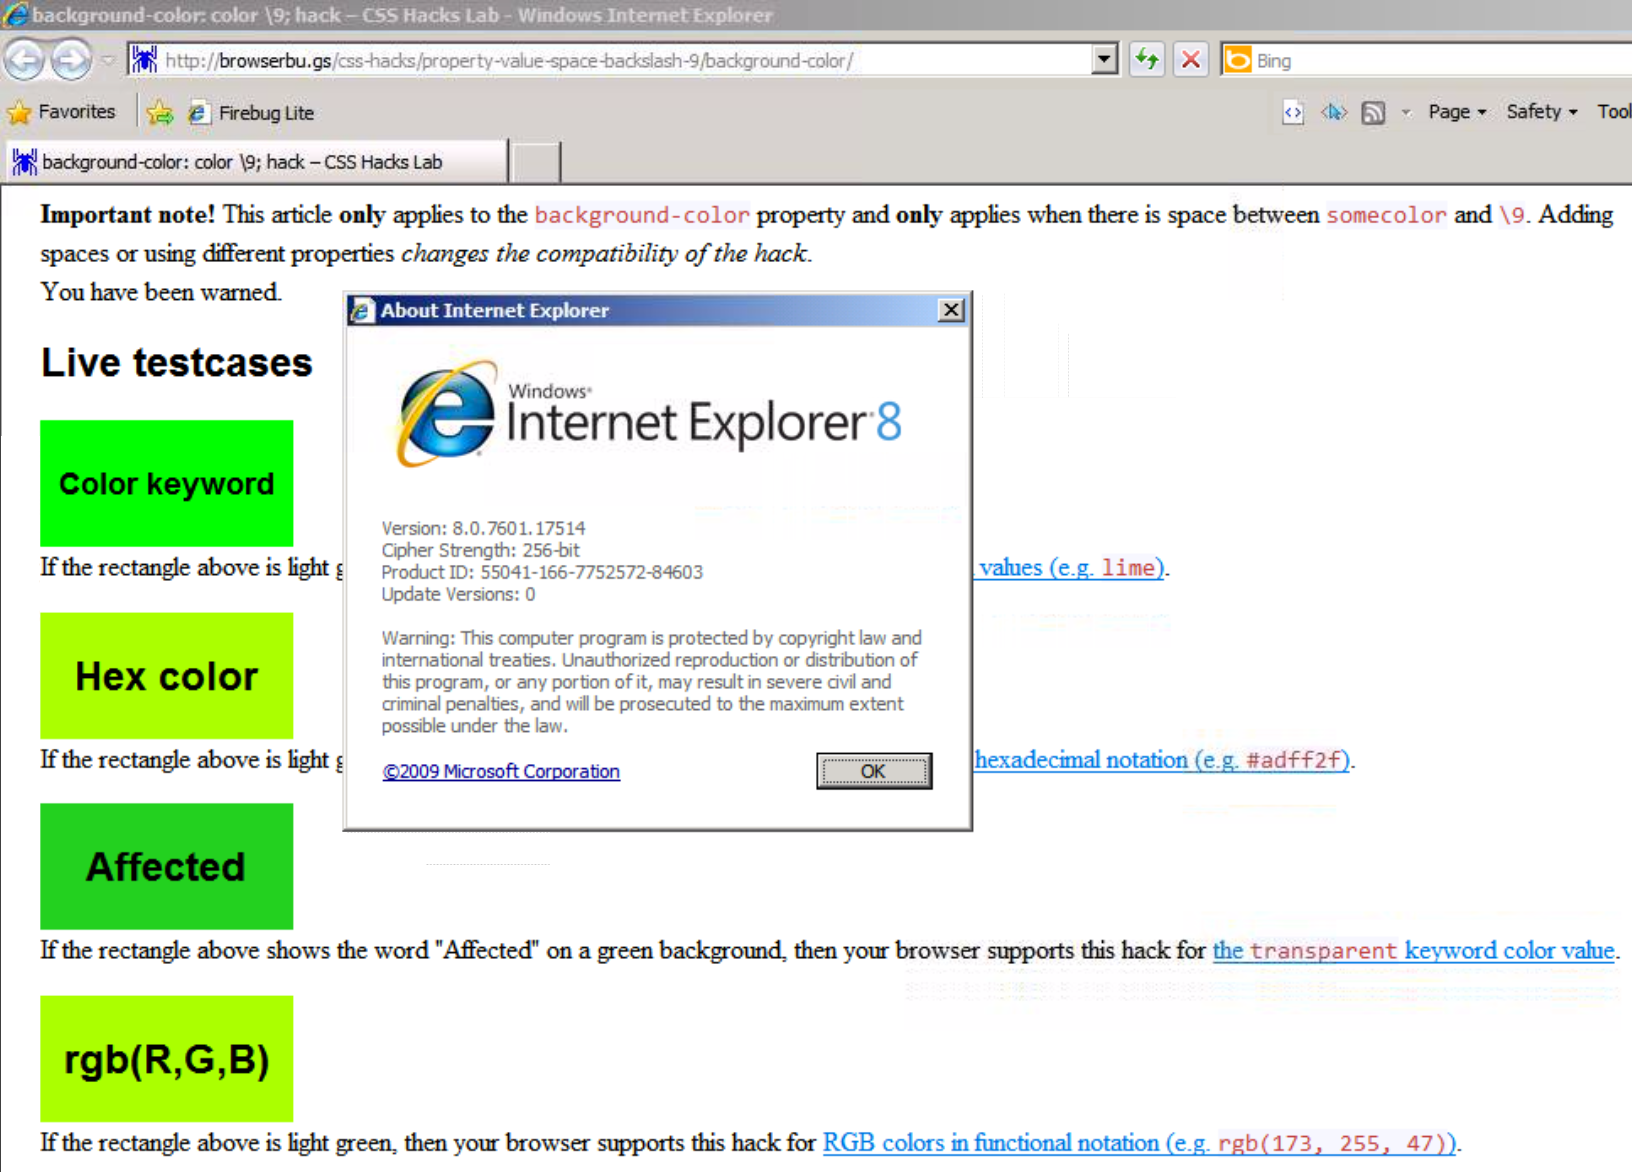 background-color: color \9; hack – CSS Hacks Lab - Windows Internet Explorer
http://browserbu.gs/css-hacks/property-value-space-backslash-9/background-color/
Bing
Favorites
Firebug Lite
Page
Safety
Tool
background-color: color \9; hack – CSS Hacks Lab
Important note! This article only applies to the background-color property and only applies when there is space between somecolor and \9. Adding
spaces or using different properties changes the compatibility of the hack.
You have been warned.
Live testcases
Color keyword
If the rectangle above is light g
values (e.g. lime).
Hex color
If the rectangle above is light g
hexadecimal notation (e.g. #adff2f).
About Internet Explorer
Windows
Internet Explorer 8
Version: 8.0.7601.17514
Cipher Strength: 256-bit
Product ID: 55041-166-7752572-84603
Update Versions: 0
Warning: This computer program is protected by copyright law and
international treaties. Unauthorized reproduction or distribution of
this program, or any portion of it, may result in severe civil and
criminal penalties, and will be prosecuted to the maximum extent
possible under the law.
©2009 Microsoft Corporation
OK
Affected
If the rectangle above shows the word "Affected" on a green background, then your browser supports this hack for the transparent keyword color value.
rgb(R,G,B)
If the rectangle above is light green, then your browser supports this hack for RGB colors in functional notation (e.g. rgb(173, 255, 47)).